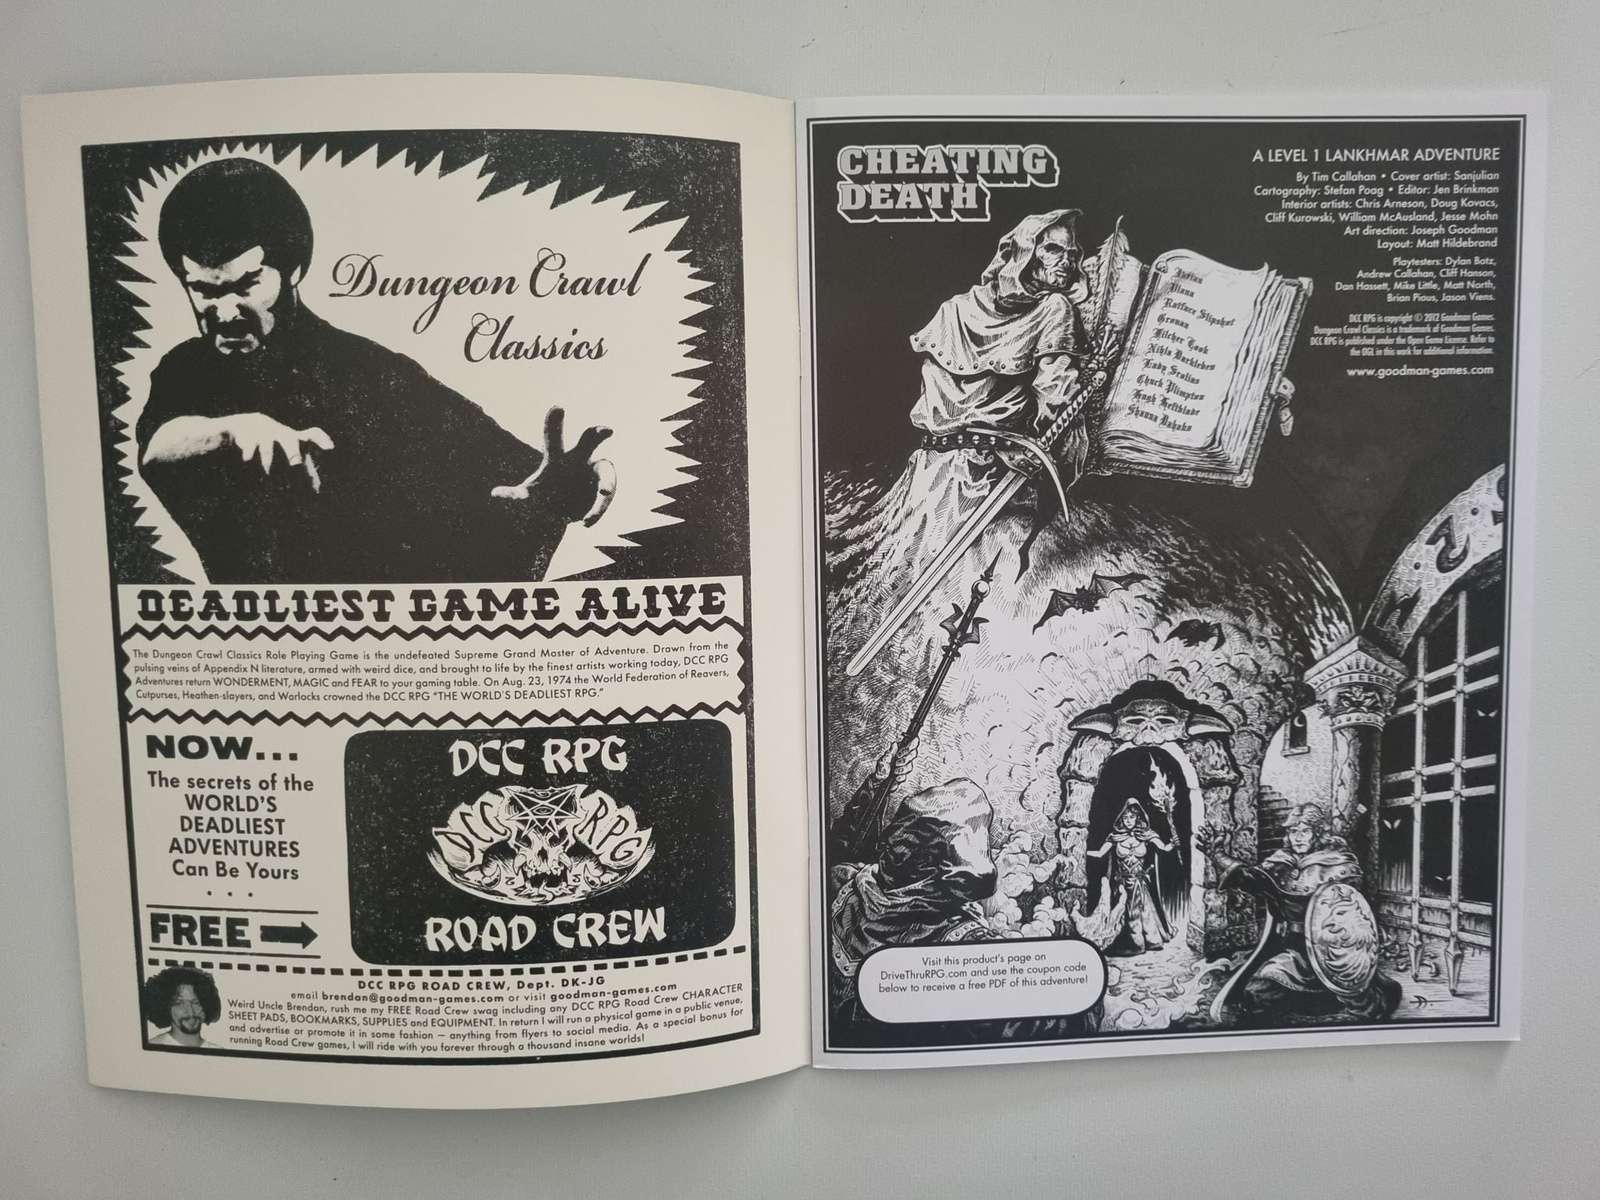 Dungeon Crawl
Classics
DEADLIEST GAME ALIVE
The Dungeon Crawl Classics Role Playing Game is the undefeated Supreme Grand Master of Adventure. Drawn from the
pulsing veins of Appendix N literature, armed with weird dice, and brought to life by the finest artists working today, DCC RPG
Adventures return WONDERMENT, MAGIC and FEAR to your gaming table. On Aug. 23, 1974 the World Federation of Reavers,
Cutpurses, Heathen-slayers, and Warlocks crowned the DCC RPG "THE WORLD'S DEADLIEST RPG."
NOW...
The secrets of the
WORLD'S
DEADLIEST
ADVENTURES
Can Be Yours
. . .
FREE
DCC RPG
DCC RPG
ROAD CREW
DCC RPG ROAD CREW, Dept. DK-JG
email brendan@goodman-games.com or visit goodman-games.com
Weird Uncle Brendan, rush me my FREE Road Crew swag including any DCC RPG Road Crew CHARACTER
SHEET PADS, BOOKMARKS, SUPPLIES and EQUIPMENT. In return I will run a physical game in a public venue,
and advertise or promote it in some fashion — anything from flyers to social media. As a special bonus for
running Road Crew games, I will ride with you forever through a thousand insane worlds!
CHEATING
DEATH
A LEVEL 1 LANKHMAR ADVENTURE
By Tim Callahan • Cover artist: Sanjulian
Cartography: Stefan Poag • Editor: Jen Brinkman
Interior artists: Chris Arneson, Doug Kovacs,
Cliff Kurowski, William McAusland, Jesse Mohn
Art direction: Joseph Goodman
Layout: Matt Hildebrand
Playtesters: Dylan Botz,
Andrew Callahan, Cliff Hanson,
Dan Hassett, Mike Little, Matt North,
Brian Pious, Jason Viens.
DCC RPG is copyright © 2012 Goodman Games.
Dungeon Crawl Classics is a trademark of Goodman Games.
DCC RPG is published under the Open Game License. Refer to
the OGL in this work for additional information.
www.goodman-games.com
Ratface Slipshot
Gronan
Lady
Chuck Plimpton
Hugh Heftblade
Shanna
Visit this product's page on
DriveThruRPG.com and use the coupon code
below to receive a free PDF of this adventure!